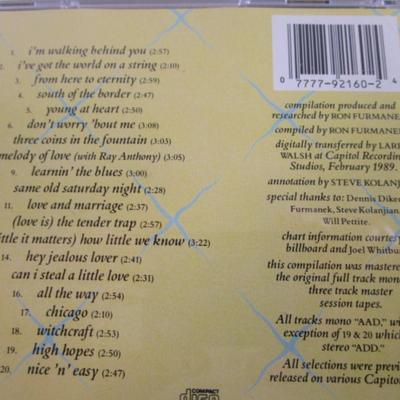 1. i'm walking behind you (2:57)
2. i've got the world on a string (2:10)
3. from here to eternity (2:59)
4. south of the border (2:47)
5. young at heart (2:50)
6. don't worry 'bout me (3:08)
three coins in the fountain (3:04)
melody of love (with Ray Anthony) (3:05)
9. learnin' the blues (3:00)
same old saturday night (2:28)
11. love and marriage (2:37)
(love is) the tender trap (2:57)
little it matters) how little we know (3:22)
14. hey jealous lover (2:41)
can i steal a little love (2:31)
16. all the way (2:54)
17. chicago (2:10)
18. witchcraft (2:53)
19. high hopes (2:50)
20. nice 'n' easy (2:47)
0 7777-92160-2 4
compilation produced and
researched by RON FURMANE
compiled by RON FURMANE
digitally transferred by LARR
WALSH at Capitol Recording
Studios, February 1989.
annotation by STEVE KOLANJ
special thanks to: Dennis Diken
Furmanek, Steve Kolanjian
Will Pettite.
chart information courtesy
billboard and Joel Whitbu
this compilation was mastere
the original full track mono
three track master
session tapes.
All tracks mono "AAD," wit
exception of 19 & 20 which
stereo "ADD."
All selections were previo
released on various Capitol
COMPACT
disc